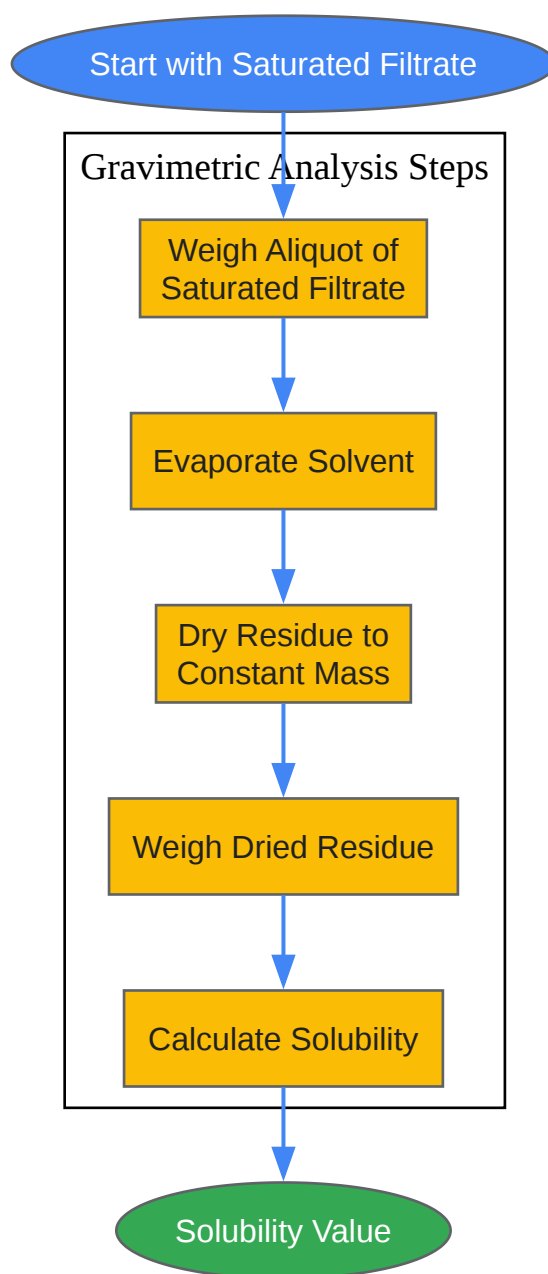 Start with Saturated Filtrate
Gravimetric Analysis Steps
Weigh Aliquot of
Saturated Filtrate
Evaporate Solvent
Dry Residue to
Constant Mass
Weigh Dried Residue
Calculate Solubility
Solubility Value